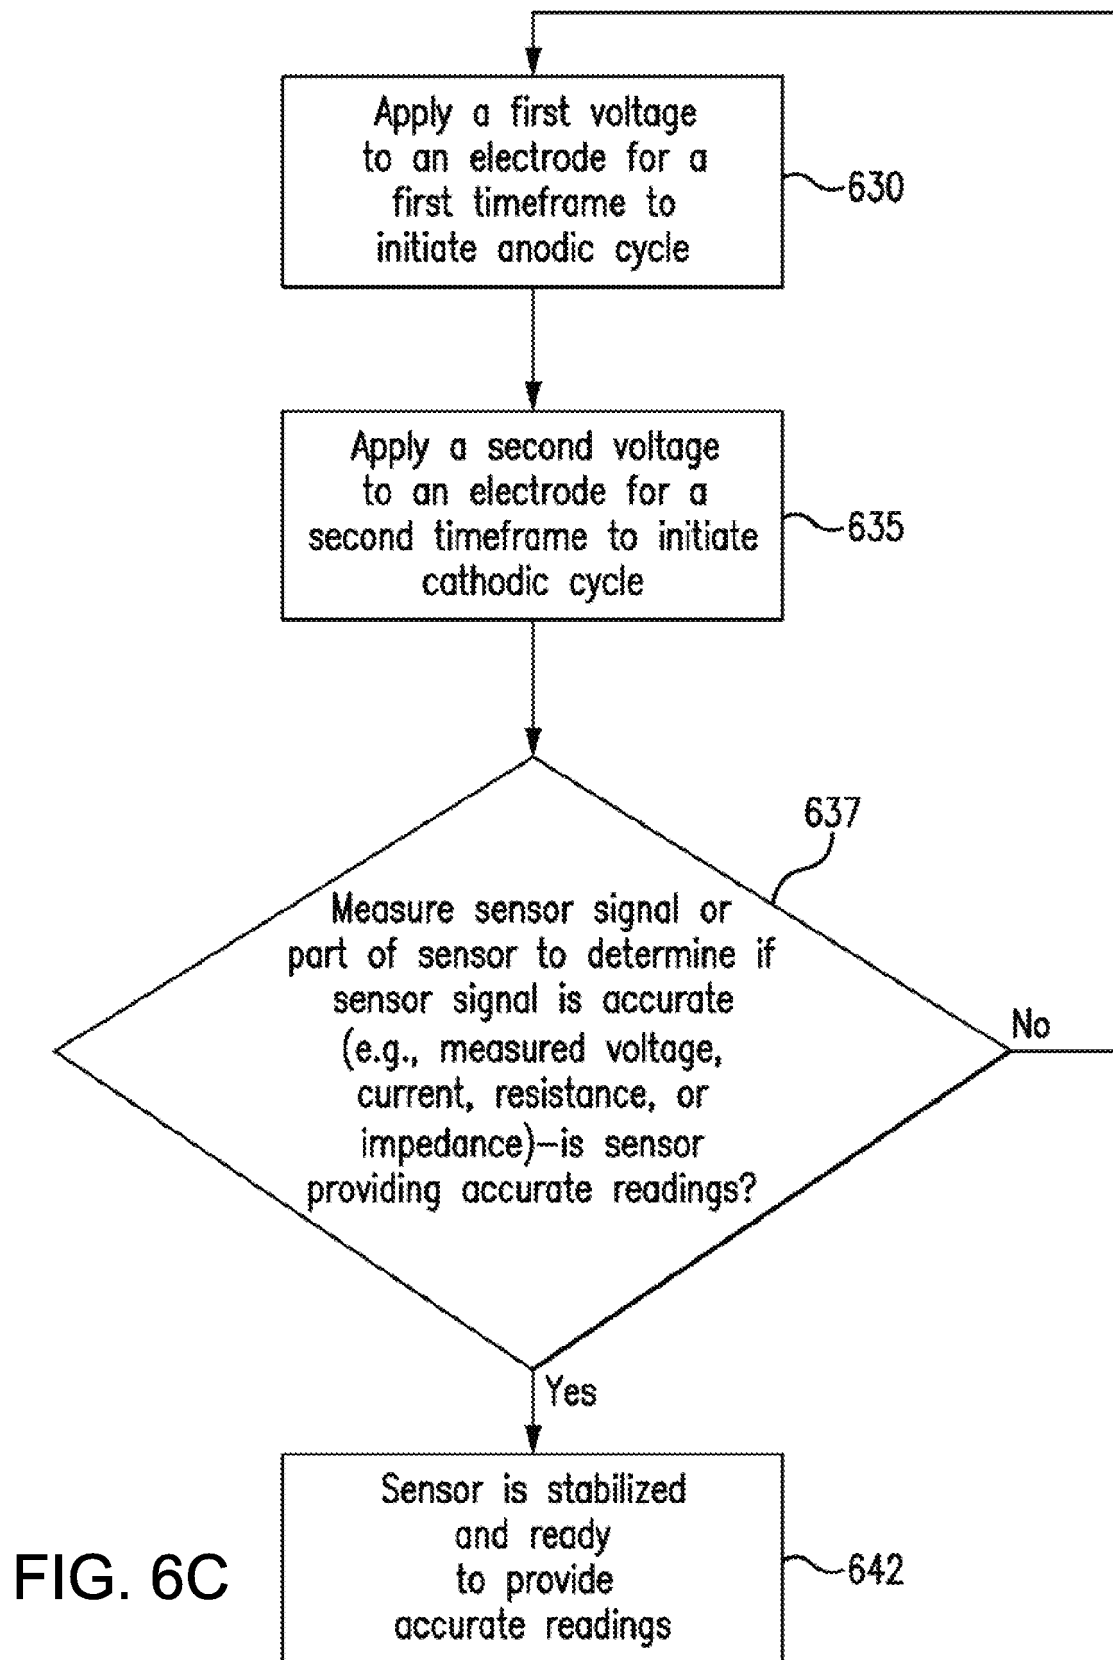 Apply a first voltage
to an electrode for a
first timeframe to
initiate anodic cycle
630
Apply a second voltage
to an electrode for a
second timeframe to initiate
cathodic cycle
635
637
Measure sensor signal or
part of sensor to determine if
sensor signal is accurate
(e.g., measured voltage,
current, resistance, or
impedance)–is sensor
providing accurate readings?
No
Yes
Sensor is stabilized
and ready
to provide
accurate readings
642
FIG. 6C